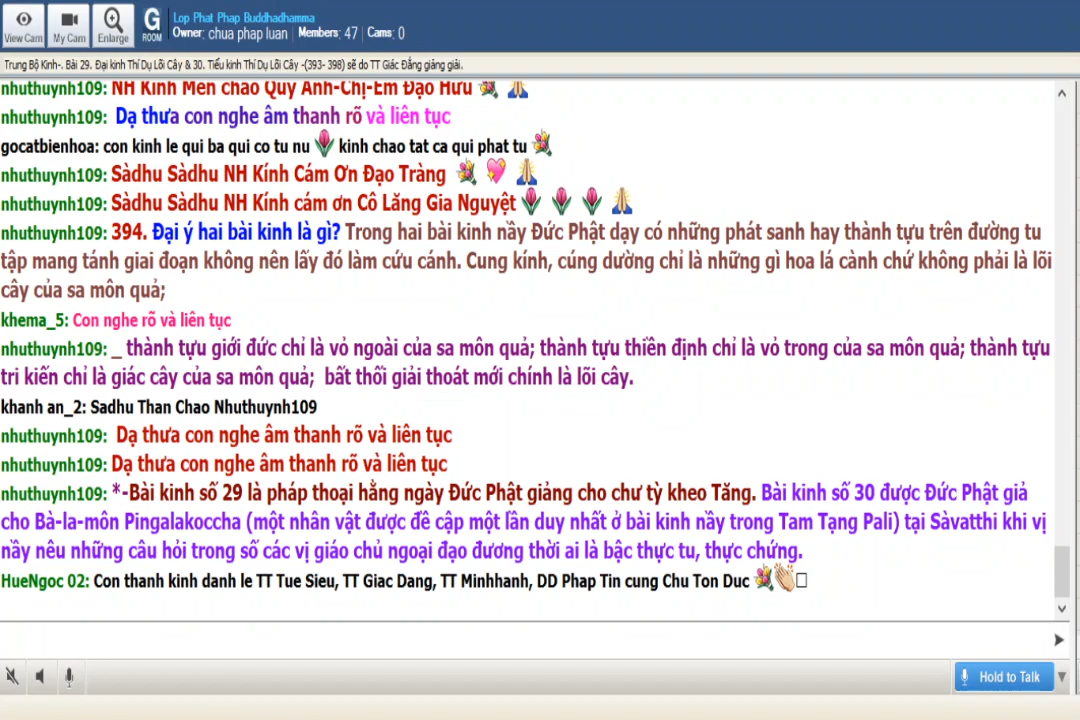 View Cam
My Cam
Enlarge
G
ROOM
Lop Phat Phap Buddhadhamma
Owner: chua phap luan | Members: 47 | Cams: 0
Trung Bộ Kinh-. Bài 29. Đại kinh Thí Dụ Lõi Cây & 30. Tiểu kinh Thí Dụ Lõi Cây -(393- 398) sẽ do TT Giác Đẳng giảng giải.
nhuthuynh109: NH Kính Mến chào Quý Anh-Chị-Em Đạo Hữu
nhuthuynh109: Dạ thưa con nghe âm thanh rõ và liên tục
gocatbienhoa: con kinh le qui ba qui co tu nu kinh chao tat ca qui phat tu
nhuthuynh109: Sàdhu Sàdhu NH Kính Cám Ơn Đạo Tràng
nhuthuynh109: Sàdhu Sàdhu NH Kính cám ơn Cô Lăng Gia Nguyệt
nhuthuynh109: 394. Đại ý hai bài kinh là gì? Trong hai bài kinh nầy Đức Phật dạy có những phát sanh hay thành tựu trên đường tu
tập mang tánh giai đoạn không nên lấy đó làm cứu cánh. Cung kính, cúng dường chỉ là những gì hoa lá cành chứ không phải là lõi
cây của sa môn quả;
khema_5: Con nghe rõ và liên tục
nhuthuynh109: _ thành tựu giới đức chỉ là vỏ ngoài của sa môn quả; thành tựu thiền định chỉ là vỏ trong của sa môn quả; thành tựu
tri kiến chỉ là giác cây của sa môn quả; bất thối giải thoát mới chính là lõi cây.
khanh an_2: Sadhu Than Chao Nhuthuynh109
nhuthuynh109: Dạ thưa con nghe âm thanh rõ và liên tục
nhuthuynh109: Dạ thưa con nghe âm thanh rõ và liên tục
nhuthuynh109: *-Bài kinh số 29 là pháp thoại hằng ngày Đức Phật giảng cho chư tỳ kheo Tăng. Bài kinh số 30 được Đức Phật giả
cho Bà-la-môn Pingalakoccha (một nhân vật được đề cập một lần duy nhất ở bài kinh nầy trong Tam Tạng Pali) tại Sàvatthi khi vị
nầy nêu những câu hỏi trong số các vị giáo chủ ngoại đạo đương thời ai là bậc thực tu, thực chứng.
HueNgoc 02: Con thanh kinh danh le TT Tue Sieu, TT Giac Dang, TT Minhhanh, DD Phap Tin cung Chu Ton Duc
Hold to Talk